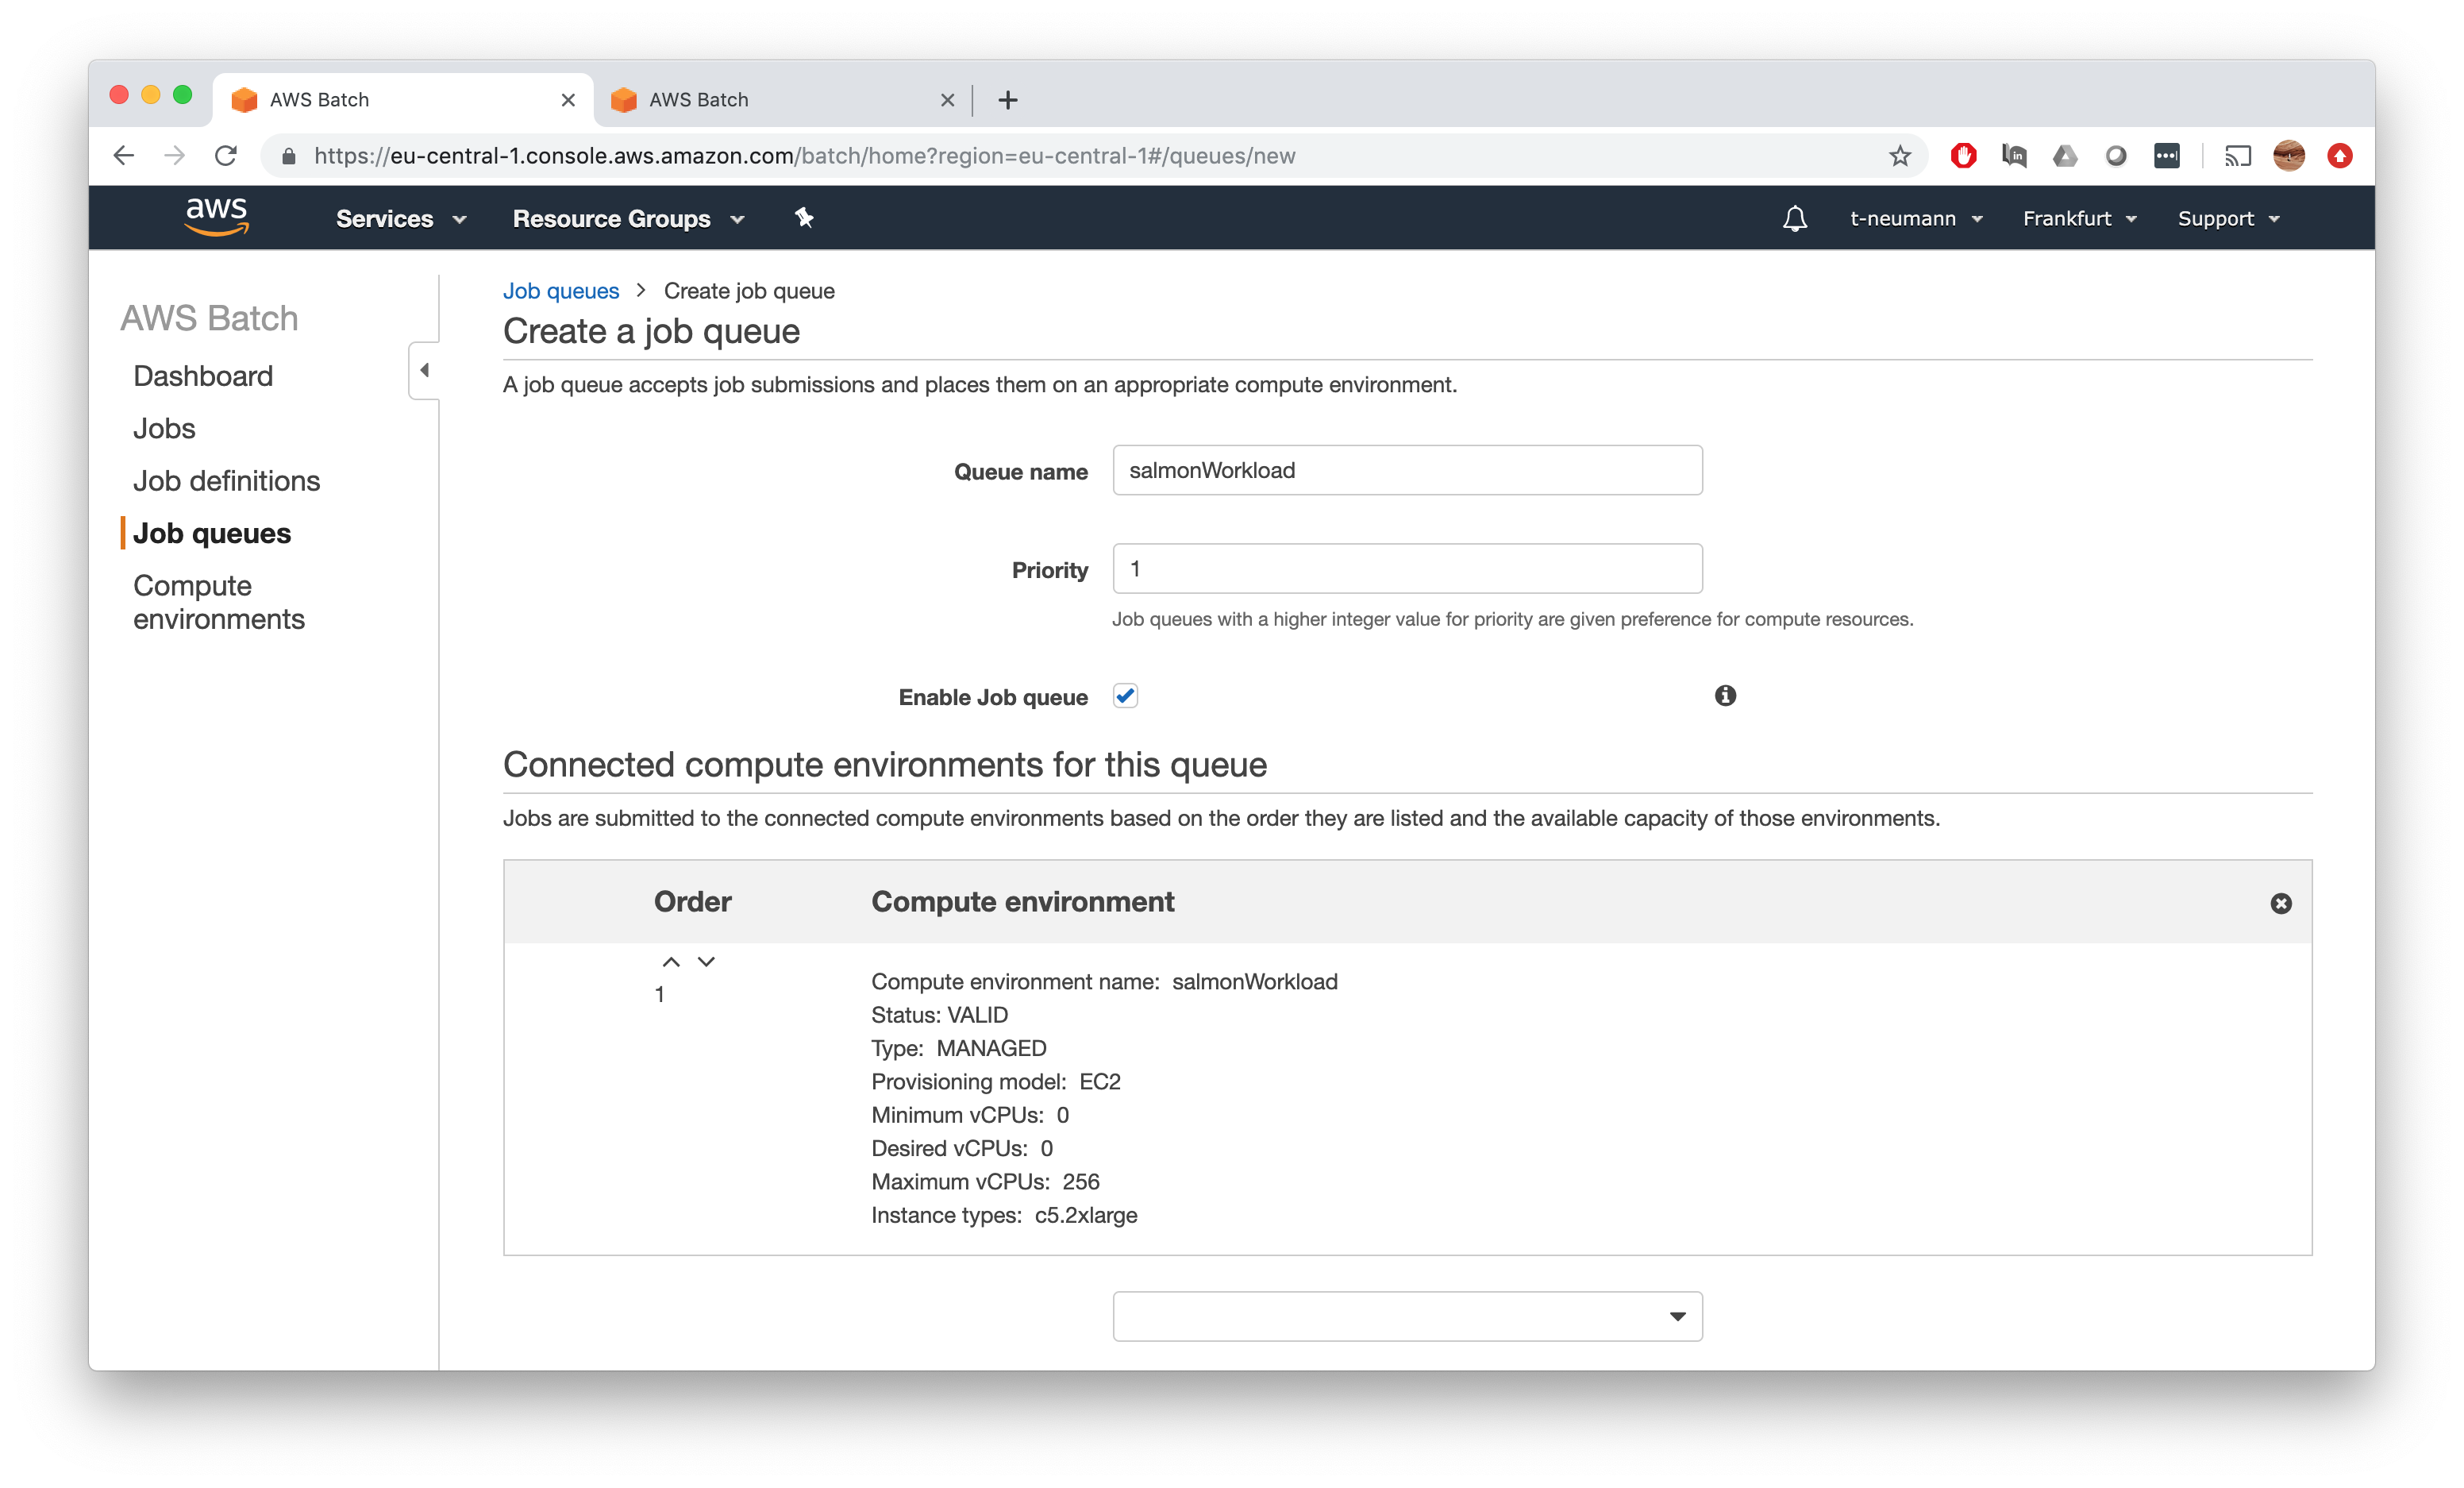 AWS Batch
AWS Batch
https://eu-central-1.console.aws.amazon.com/batch/home?region=eu-central-1#/queues/new
in
aws
Services
Resource Groups
t-neumann
Frankfurt
Support
AWS Batch
Dashboard
Jobs
Job definitions
Job queues
Compute
environments
Job queues > Create job queue
Create a job queue
A job queue accepts job submissions and places them on an appropriate compute environment.
Queue name
salmonWorkload
Priority
1
Job queues with a higher integer value for priority are given preference for compute resources.
Enable Job queue
Connected compute environments for this queue
Jobs are submitted to the connected compute environments based on the order they are listed and the available capacity of those environments.
Order
Compute environment
1
Compute environment name: salmonWorkload
Status: VALID
Type: MANAGED
Provisioning model: EC2
Minimum vCPUs: 0
Desired vCPUs: 0
Maximum vCPUs: 256
Instance types: c5.2xlarge